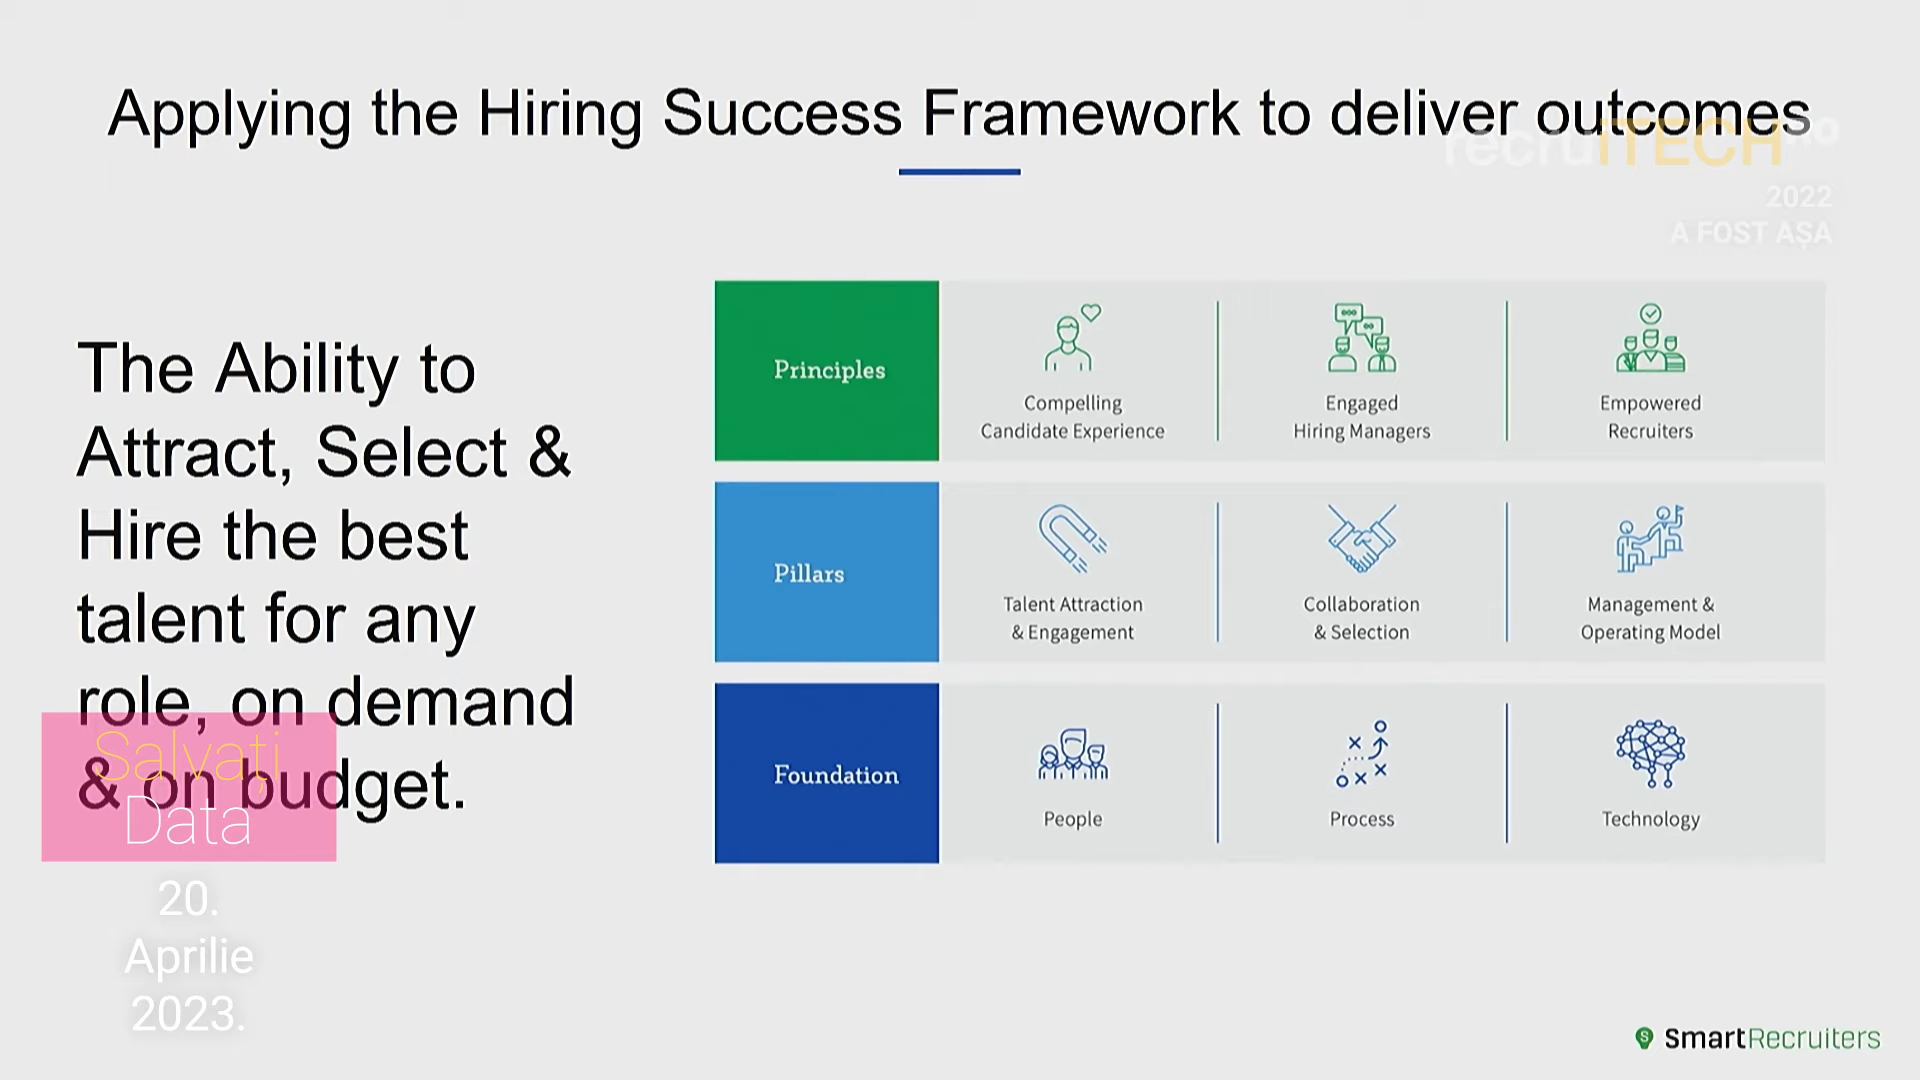 Applying the Hiring Success Framework to deliver outcomes
recruiTECH.RO
2022
A FOST AȘA
The Ability to
Attract, Select &
Hire the best
talent for any
role, on demand
& on budget.
Principles
Compelling
Candidate Experience
Engaged
Hiring Managers
Empowered
Recruiters
Pillars
Talent Attraction
& Engagement
Collaboration
& Selection
Management &
Operating Model
Foundation
People
Process
Technology
Salvați
Data
20.
Aprilie
2023.
SmartRecruiters